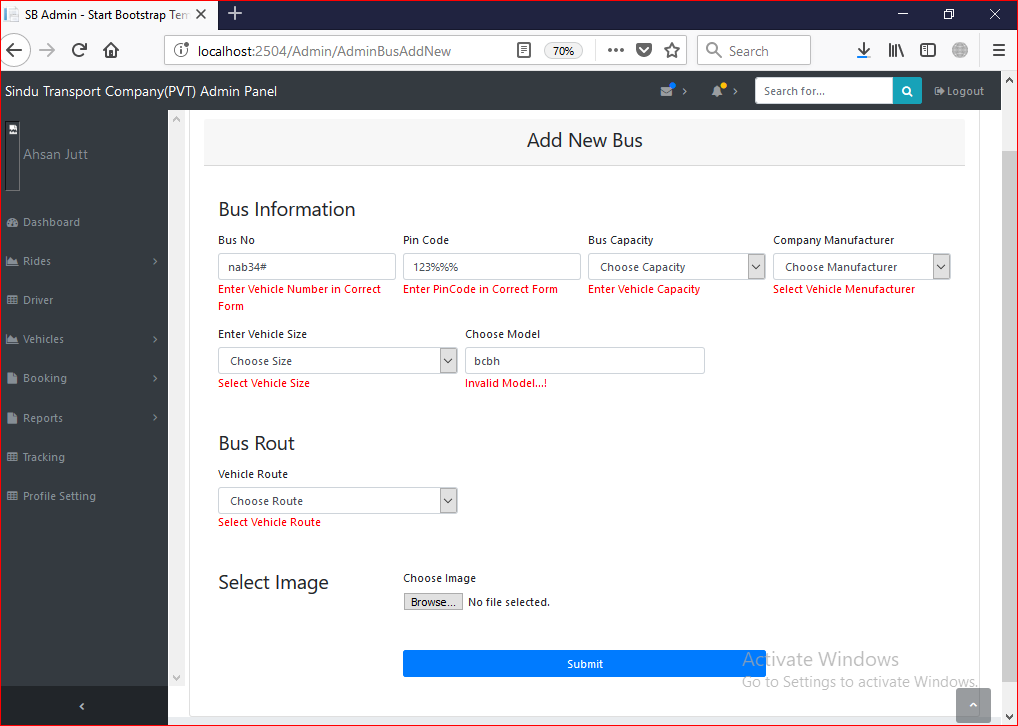 SB Admin - Start Bootstrap Tem
localhost:2504/Admin/AdminBusAddNew
70%
Search
Sindu Transport Company(PVT) Admin Panel
Search for...
Logout
Ahsan Jutt
Dashboard
Rides
Driver
Vehicles
Booking
Reports
Tracking
Profile Setting
Add New Bus
Bus Information
Bus No
Pin Code
Bus Capacity
Company Manufacturer
nab34#
123%%%
Choose Capacity
Choose Manufacturer
Enter Vehicle Number in Correct
Form
Enter PinCode in Correct Form
Enter Vehicle Capacity
Select Vehicle Menufacturer
Enter Vehicle Size
Choose Model
Choose Size
bcbh
Select Vehicle Size
Invalid Model...!
Bus Rout
Vehicle Route
Choose Route
Select Vehicle Route
Select Image
Choose Image
Browse... No file selected.
Submit
Activate Windows
Go to Settings to activate Windows.